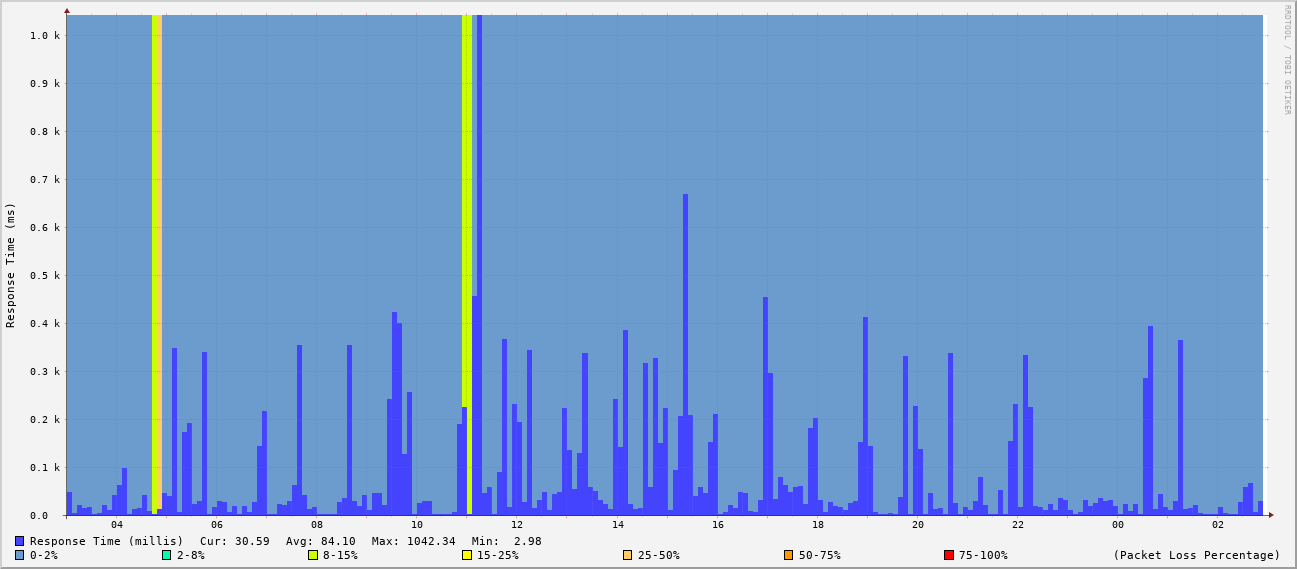 RRDTOOL / TOBI OETIKER
Response Time (ms)
1.0 k
0.9 k
0.8 k
0.7 k
0.6 k
0.5 k
0.4 k
0.3 k
0.2 k
0.1 k
0.0
04 06 08 10 12 14 16 18 20 22 00 02
Response Time (millis) Cur: 30.59 Avg: 84.10 Max: 1042.34 Min: 2.98
0-2% 2-8% 8-15% 15-25% 25-50% 50-75% 75-100% (Packet Loss Percentage)